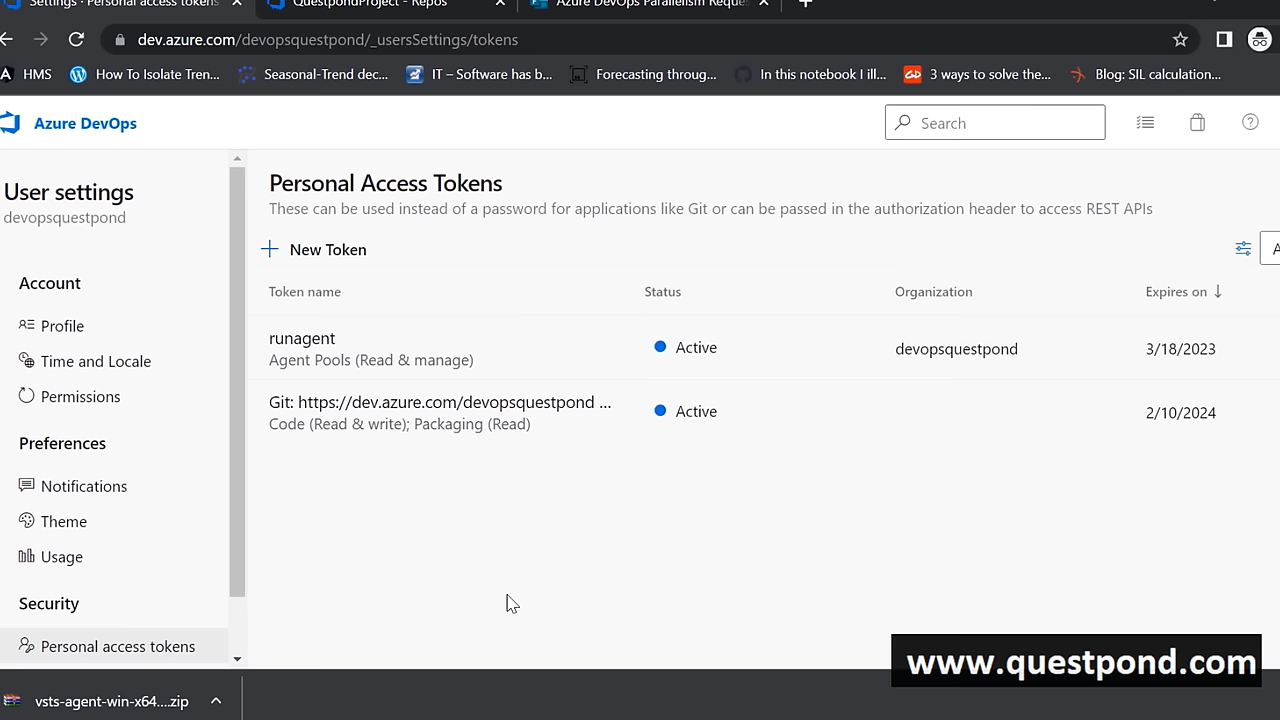 Settings · Personal access tokens
QuestpondProject - Repos
Azure DevOps Parallelism Reque
dev.azure.com/devopsquestpond/_usersSettings/tokens
HMS
How To Isolate Tren...
Seasonal-Trend dec...
IT – Software has b...
Forecasting throug...
In this notebook I ill...
3 ways to solve the...
Blog: SIL calculation...
Azure DevOps
Search
User settings
devopsquestpond
Account
Profile
Time and Locale
Permissions
Preferences
Notifications
Theme
Usage
Security
Personal access tokens
Personal Access Tokens
These can be used instead of a password for applications like Git or can be passed in the authorization header to access REST APIs
New Token
Token name Status Organization Expires on
runagent Active devopsquestpond 3/18/2023
Agent Pools (Read & manage)
Git: https://dev.azure.com/devopsquestpond ... Active 2/10/2024
Code (Read & write); Packaging (Read)
www.questpond.com
vsts-agent-win-x64....zip